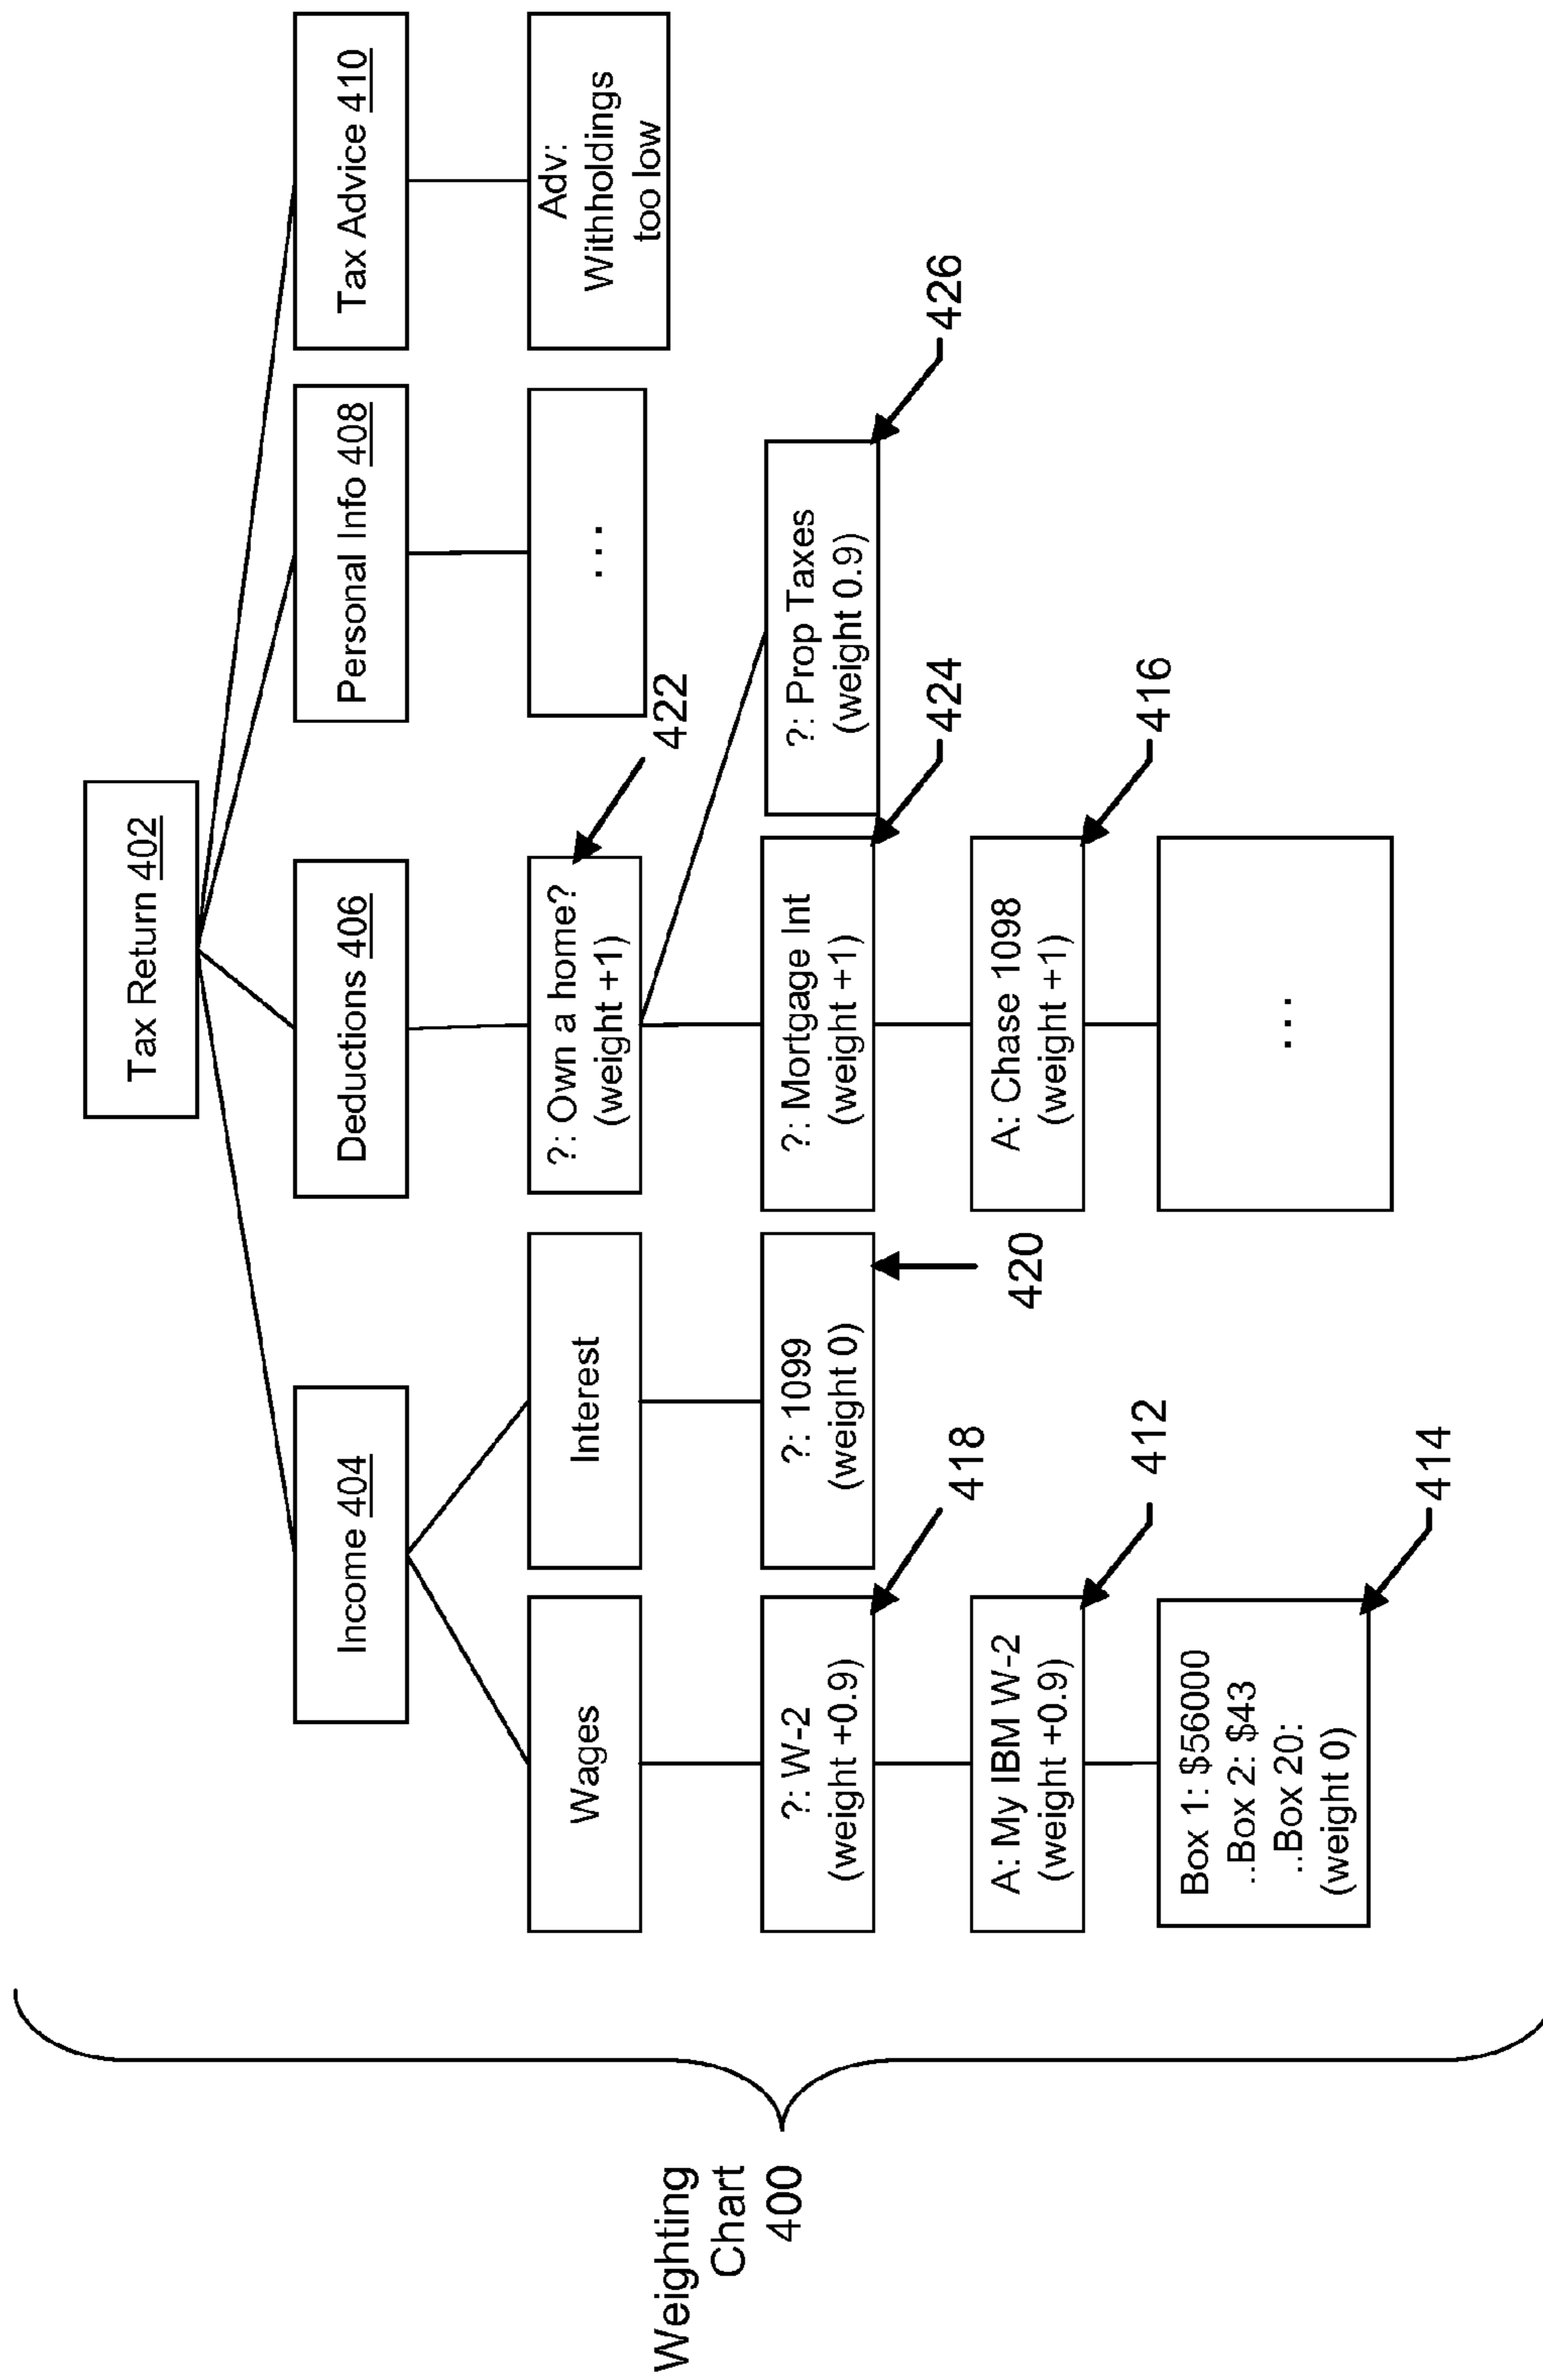 Tax Return 402
Income 404
Deductions 406
Personal Info 408
Tax Advice 410
Wages
Interest
?: Own a home?
(weight +1)
422
...
Adv:
Withholdings
too low
?: W-2
(weight +0.9)
418
?: 1099
(weight 0)
420
?: Mortgage Int
(weight +1)
424
?: Prop Taxes
(weight 0.9)
426
A: My IBM W-2
(weight +0.9)
412
A: Chase 1098
(weight +1)
416
Box 1: $56000
..Box 2: $43
..Box 20:
(weight 0)
414
...
Weighting
Chart
400